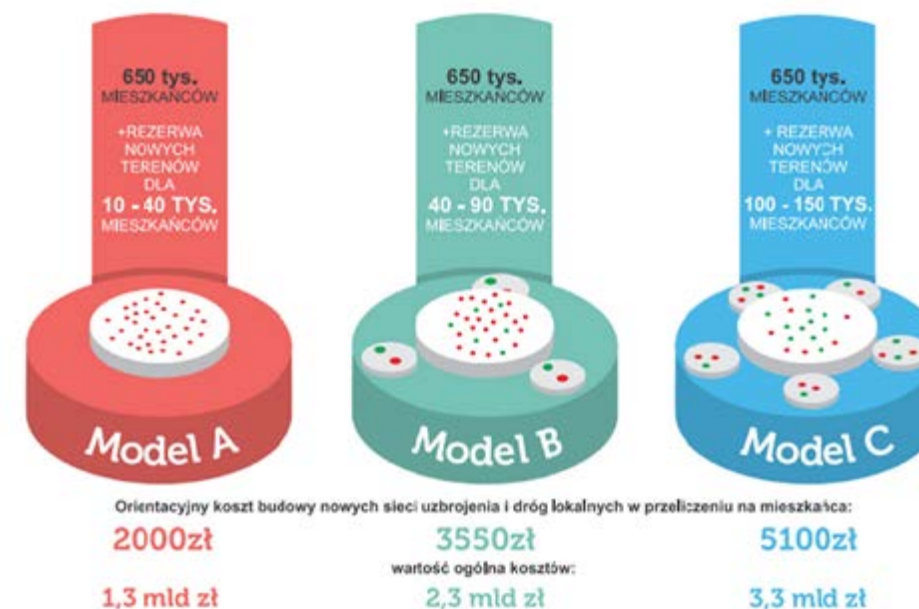 650 tys.
MIESZKAŃCÓW
+REZERWA
NOWYCH
TERENÓW
DLA
10 - 40 TYS.
MIESZKAŃCÓW
Model A
650 tys.
MIESZKAŃCÓW
+REZERWA
NOWYCH
TERENÓW
DLA
40 - 90 TYS.
MIESZKAŃCÓW
Model B
650 tys.
MIESZKAŃCÓW
+ REZERWA
NOWYCH
TERENÓW
DLA
100 - 150 TYS.
MIESZKAŃCÓW
Model C
Orientacyjny koszt budowy nowych sieci uzbrojenia i dróg lokalnych w przeliczeniu na mieszkańca:
2000zł 3550zł 5100zł
wartość ogólna kosztów:
1,3 mld zł 2,3 mld zł 3,3 mld zł